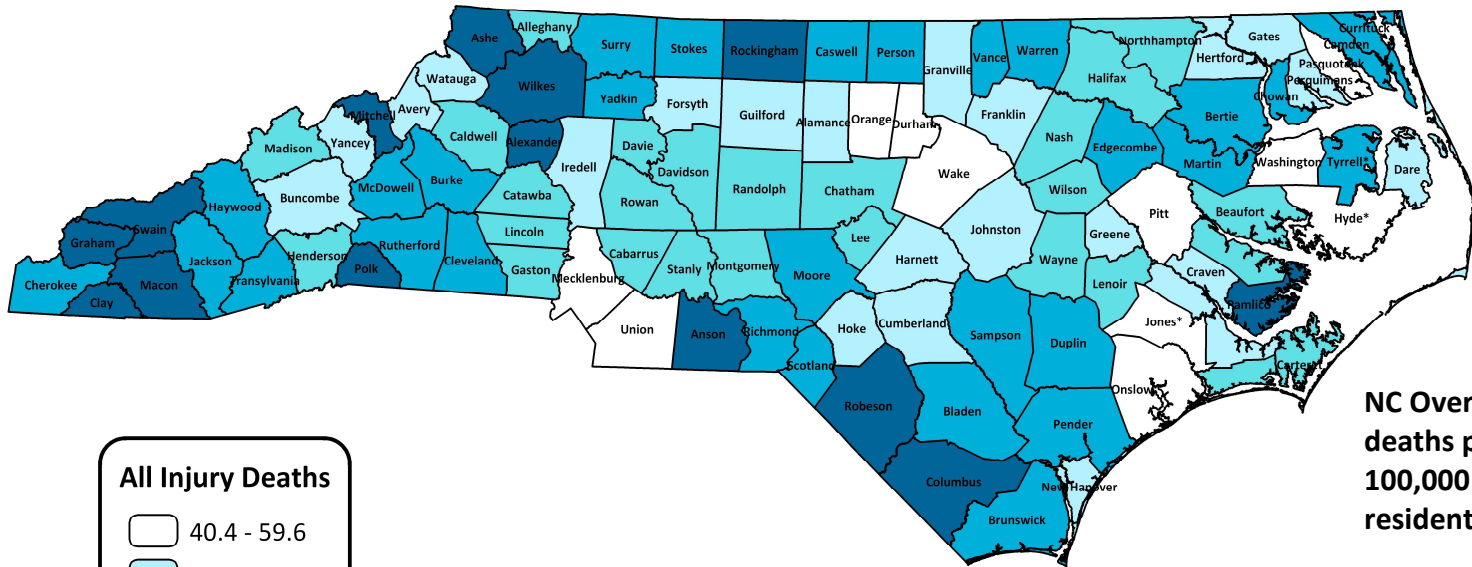 Ashe
Alleghany
Surry
Stokes
Rockingham
Caswell
Person
Granville
Vance
Warren
Northhampton
Halifax
Hertford
Gates
Currituck
Camden
Pasquotank
Perquimans
Chowan
Bertie
Watauga
Wilkes
Yadkin
Forsyth
Guilford
Alamance
Orange
Durham
Franklin
Nash
Edgecombe
Martin
Washington
Tyrrell*
Dare
Mitchell
Avery
Yancey
Madison
Caldwell
Alexander
Iredell
Davie
Davidson
Randolph
Chatham
Wake
Wilson
Pitt
Beaufort
Hyde*
Buncombe
McDowell
Burke
Catawba
Rowan
Haywood
Swain
Graham
Jackson
Macon
Cherokee
Clay
Transylvania
Henderson
Polk
Rutherford
Cleveland
Lincoln
Gaston
Mecklenburg
Cabarrus
Stanly
Montgomery
Moore
Lee
Harnett
Johnston
Wayne
Greene
Lenoir
Craven
Pamlico
Jones*
Carteret
Union
Anson
Richmond
Scotland
Hoke
Cumberland
Sampson
Duplin
Onslow
Robeson
Bladen
Pender
Columbus
New Hanover
Brunswick
NC Over
deaths p
100,000
resident
All Injury Deaths
40.4 - 59.6